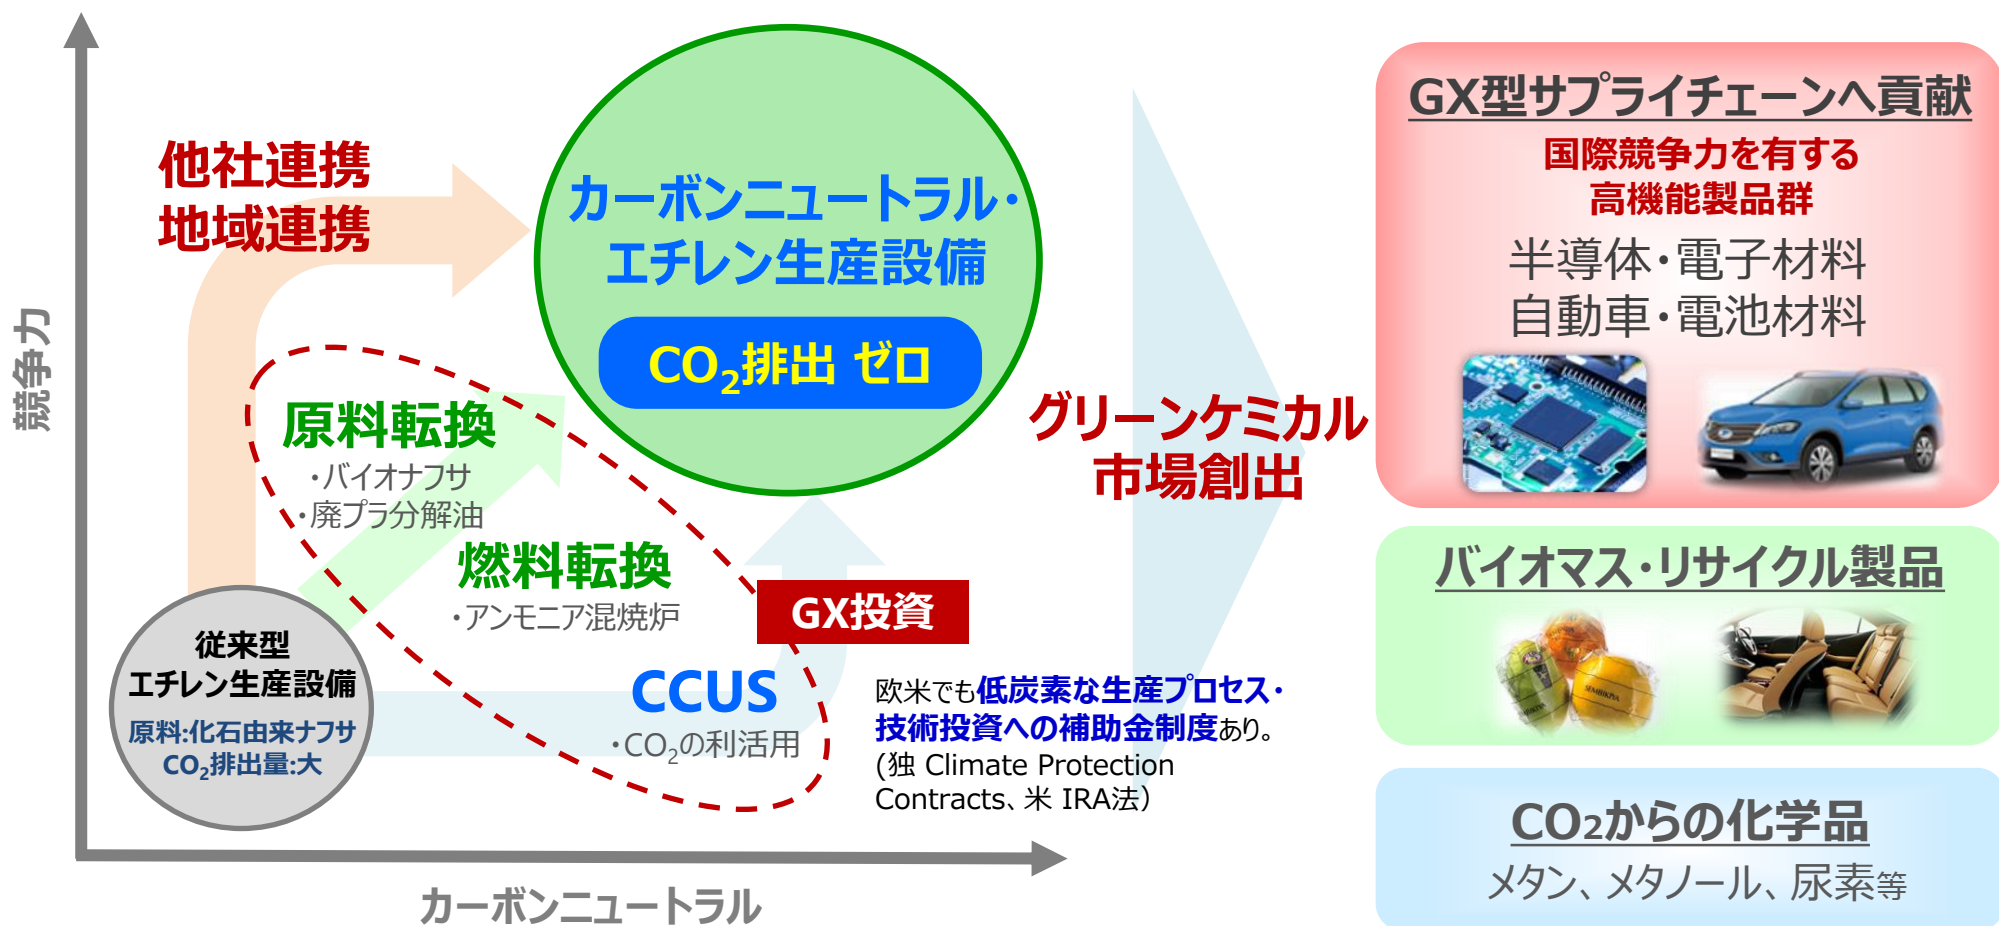 競争力
他社連携
地域連携
カーボンニュートラル・
エチレン生産設備
CO₂排出 ゼロ
原料転換
・バイオナフサ
・廃プラ分解油
燃料転換
・アンモニア混焼炉
GX投資
CCUS
・CO₂の利活用
従来型
エチレン生産設備
原料:化石由来ナフサ
CO₂排出量:大
欧米でも低炭素な生産プロセス・
技術投資への補助金制度あり。
(独 Climate Protection
Contracts、米 IRA法）
カーボンニュートラル
グリーンケミカル
市場創出
GX型サプライチェーンへ貢献
国際競争力を有する
高機能製品群
半導体・電子材料
自動車・電池材料
バイオマス・リサイクル製品
SEMBIKIYA
CO₂からの化学品
メタン、メタノール、尿素等